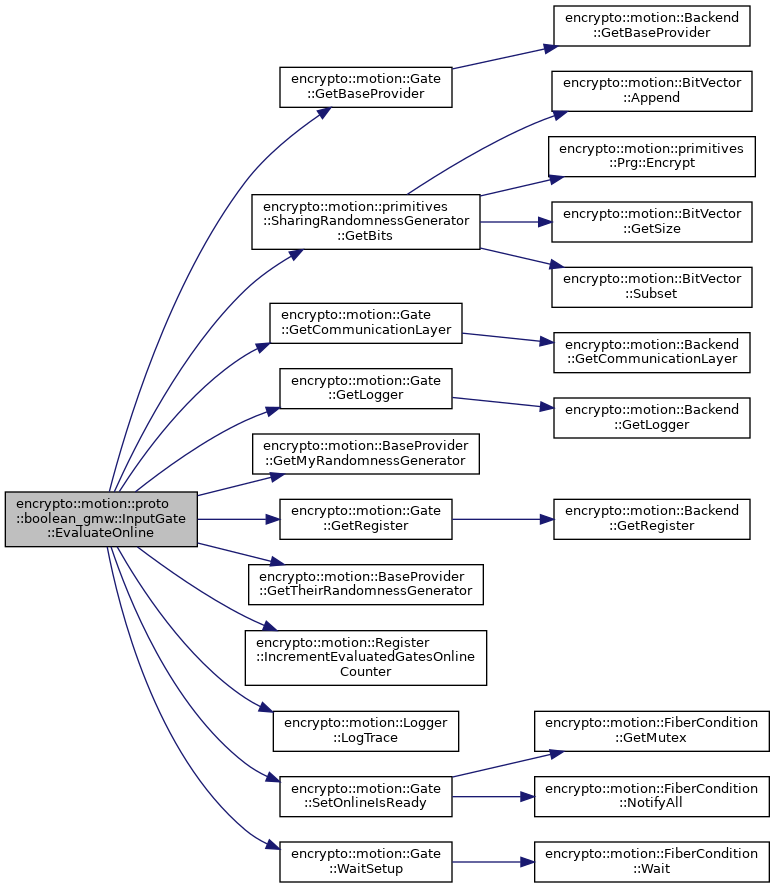 encrypto::motion::proto
::boolean_gmw::InputGate
::EvaluateOnline
encrypto::motion::Gate
::GetBaseProvider
encrypto::motion::Backend
::GetBaseProvider
encrypto::motion::primitives
::SharingRandomnessGenerator
::GetBits
encrypto::motion::BitVector
::Append
encrypto::motion::primitives
::Prg::Encrypt
encrypto::motion::BitVector
::GetSize
encrypto::motion::BitVector
::Subset
encrypto::motion::Gate
::GetCommunicationLayer
encrypto::motion::Backend
::GetCommunicationLayer
encrypto::motion::Gate
::GetLogger
encrypto::motion::Backend
::GetLogger
encrypto::motion::BaseProvider
::GetMyRandomnessGenerator
encrypto::motion::Gate
::GetRegister
encrypto::motion::Backend
::GetRegister
encrypto::motion::BaseProvider
::GetTheirRandomnessGenerator
encrypto::motion::Register
::IncrementEvaluatedGatesOnline
Counter
encrypto::motion::Logger
::LogTrace
encrypto::motion::Gate
::SetOnlineIsReady
encrypto::motion::FiberCondition
::GetMutex
encrypto::motion::FiberCondition
::NotifyAll
encrypto::motion::Gate
::WaitSetup
encrypto::motion::FiberCondition
::Wait